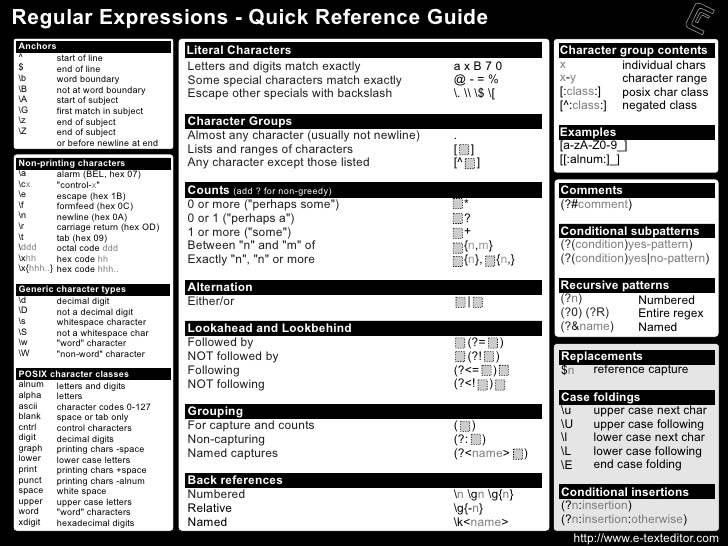 Regular Expressions - Quick Reference Guide
Anchors
^ start of line
$ end of line
\b word boundary
\B not at word boundary
\A start of subject
\G first match in subject
\z end of subject
\Z end of subject
or before newline at end
Non-printing characters
\a alarm (BEL, hex 07)
\cx "control-x"
\e escape (hex 1B)
\f formfeed (hex 0C)
\n newline (hex 0A)
\r carriage return (hex OD)
\t tab (hex 09)
\ddd octal code ddd
\xhh hex code hh
\x{hhh..} hex code hhh..
Generic character types
\d decimal digit
\D not a decimal digit
\s whitespace character
\S not a whitespace char
\w "word" character
\W "non-word" character
POSIX character classes
alnum letters and digits
alpha letters
ascii character codes 0-127
blank space or tab only
cntrl control characters
digit decimal digits
graph printing chars -space
lower lower case letters
print printing chars +space
punct printing chars -alnum
space white space
upper upper case letters
word "word" characters
xdigit hexadecimal digits
Literal Characters
Letters and digits match exactly a x B 7 0
Some special characters match exactly @ - = %
Escape other specials with backslash \. \\ \$ \[
Character Groups
Almost any character (usually not newline) .
Lists and ranges of characters [ ]
Any character except those listed [^ ]
Counts (add ? for non-greedy)
0 or more ("perhaps some") *
0 or 1 ("perhaps a") ?
1 or more ("some") +
Between "n" and "m" of {n,m}
Exactly "n", "n" or more {n}, {n,}
Alternation
Either/or |
Lookahead and Lookbehind
Followed by (?= )
NOT followed by (?! )
Following (?<= )
NOT following (?<! )
Grouping
For capture and counts ( )
Non-capturing (?: )
Named captures (?<name> )
Back references
Numbered \n \gn \g{n}
Relative \g{-n}
Named \k<name>
Character group contents
x individual chars
x-y character range
[:class:] posix char class
[^:class:] negated class
Examples
[a-zA-Z0-9_]
[[:alnum:]_]
Comments
(?#comment)
Conditional subpatterns
(?(condition)yes-pattern)
(?(condition)yes|no-pattern)
Recursive patterns
(?n) Numbered
(?0) (?R) Entire regex
(?&name) Named
Replacements
$n reference capture
Case foldings
\u upper case next char
\U upper case following
\l lower case next char
\L lower case following
\E end case folding
Conditional insertions
(?n:insertion)
(?n:insertion:otherwise)
http://www.e-texteditor.com